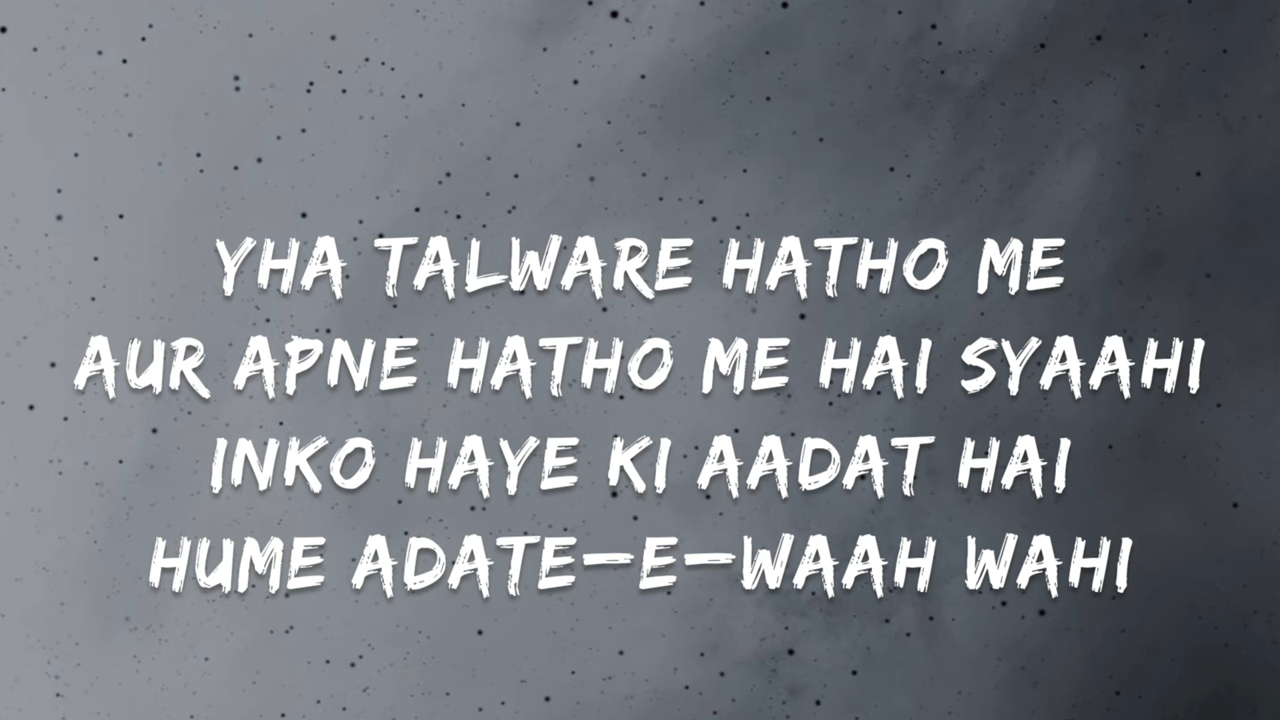 YHA TALWARE HATHO ME
AUR APNE HATHO ME HAI SYAAHI
INKO HAYE KI AADAT HAI
HUME ADATE-E-WAAH WAHI